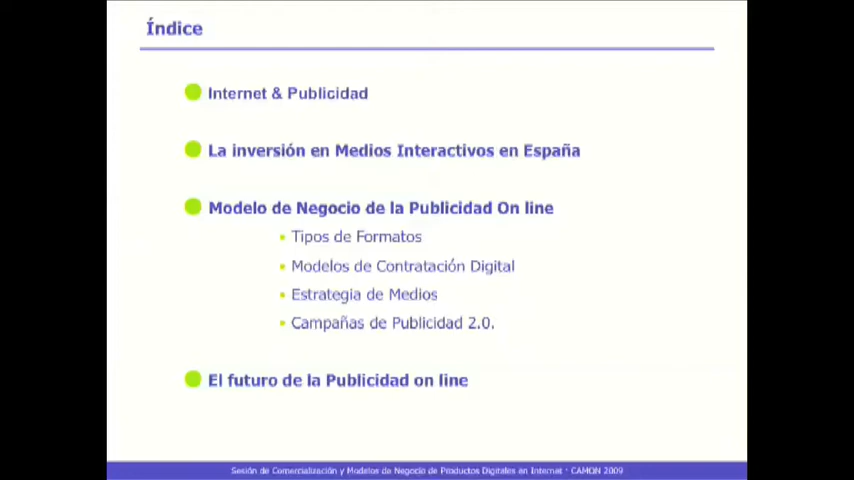 Índice
Internet & Publicidad
La inversión en Medios Interactivos en España
Modelo de Negocio de la Publicidad On line
Tipos de Formatos
Modelos de Contratación Digital
Estrategia de Medios
Campañas de Publicidad 2.0.
El futuro de la Publicidad on line
Sesión de Comercialización y Modelos de Negocio de Productos Digitales en Internet · CAMON 2009